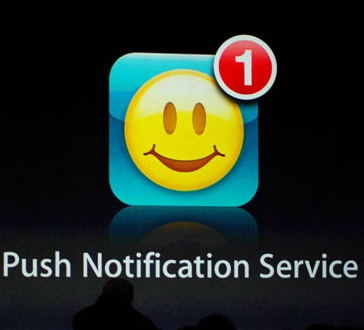 1
Push Notification Service